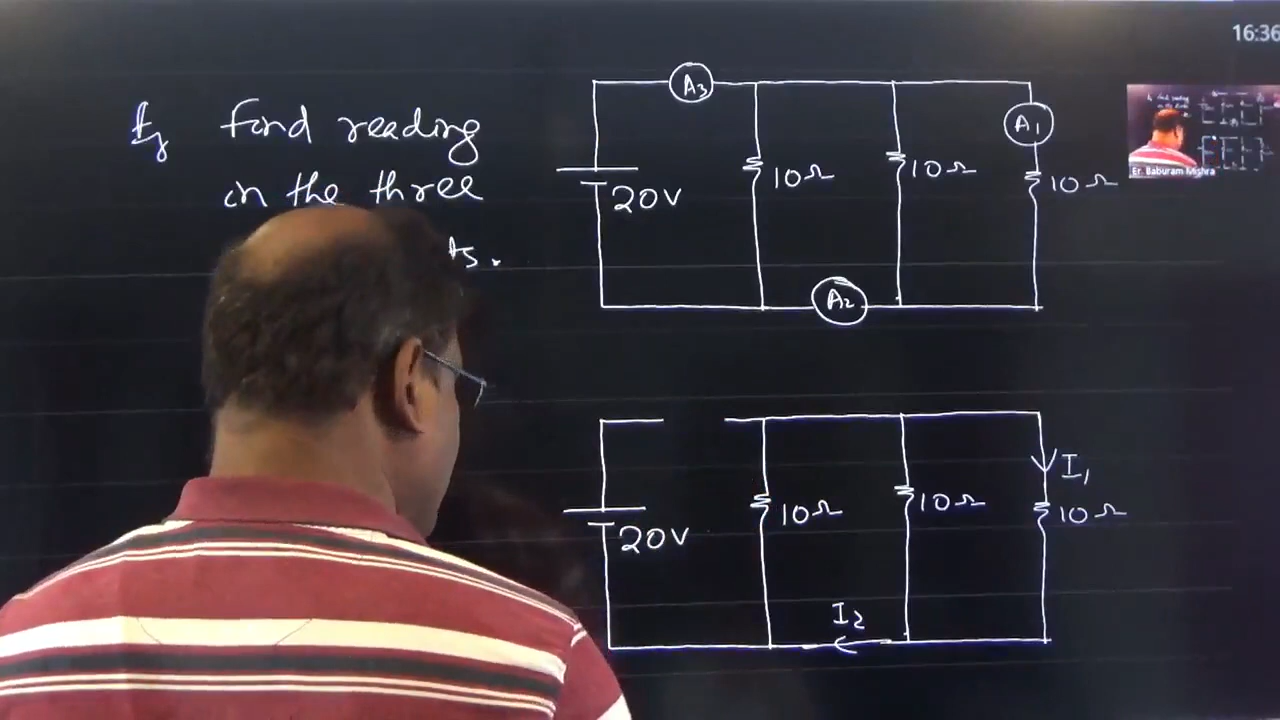 16:36
Eg Find reading
in the three
ts.
A3
A1
20V
10Ω
10Ω
10Ω
A2
Er. Baburam Mishra
I1
20V
10Ω
10Ω
10Ω
I2